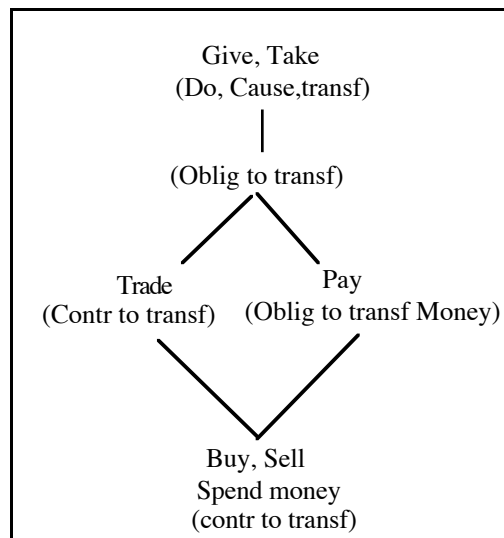 Give, Take
(Do, Cause,transf)
(Oblig to transf)
Trade
(Contr to transf)
Pay
(Oblig to transf Money)
Buy, Sell
Spend money
(contr to transf)